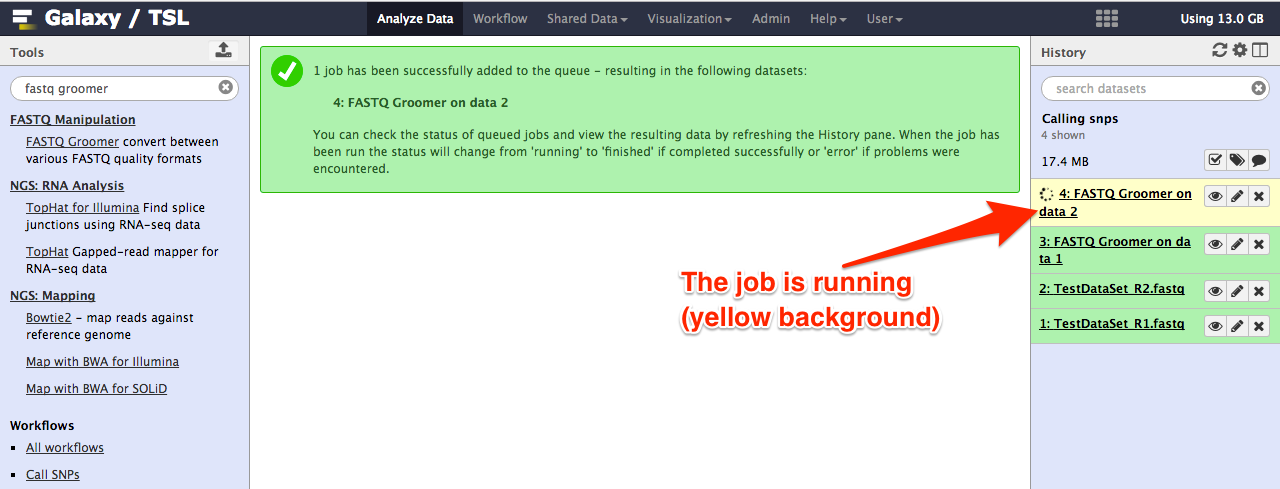 Galaxy / TSL
Analyze Data
Workflow
Shared Data
Visualization
Admin
Help
User
Using 13.0 GB
Tools
fastq groomer
FASTQ Manipulation
FASTQ Groomer convert between
various FASTQ quality formats
NGS: RNA Analysis
TopHat for Illumina Find splice
junctions using RNA-seq data
TopHat Gapped-read mapper for
RNA-seq data
NGS: Mapping
Bowtie2 - map reads against
reference genome
Map with BWA for Illumina
Map with BWA for SOLiD
Workflows
All workflows
Call SNPs
1 job has been successfully added to the queue - resulting in the following datasets:
4: FASTQ Groomer on data 2
You can check the status of queued jobs and view the resulting data by refreshing the History pane. When the job has
been run the status will change from 'running' to 'finished' if completed successfully or 'error' if problems were
encountered.
The job is running
(yellow background)
History
search datasets
Calling snps
4 shown
17.4 MB
4: FASTQ Groomer on
data 2
3: FASTQ Groomer on da
ta 1
2: TestDataSet_R2.fastq
1: TestDataSet_R1.fastq